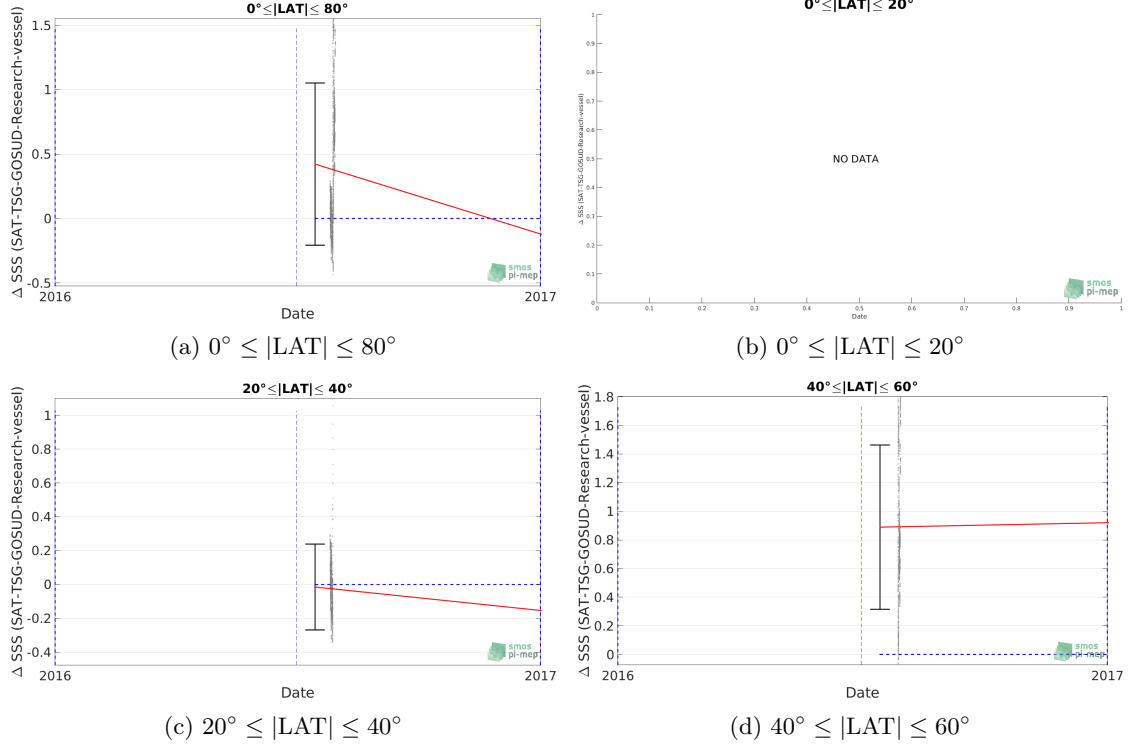 0°≤|LAT|≤ 80°
Δ SSS (SAT-TSG-GOSUD-Research-vessel)
1.5
1
0.5
0
-0.5
2016
2017
Date
smos
pi-mep
(a) 0° ≤ |LAT| ≤ 80°
0°≤|LAT|≤ 20°
Δ SSS (SAT-TSG-GOSUD-Research-vessel)
1
0.9
0.8
0.7
0.6
0.5
0.4
0.3
0.2
0.1
0
NO DATA
0
0.1
0.2
0.3
0.4
0.5
0.6
0.7
0.8
0.9
1
Date
smos
pi-mep
(b) 0° ≤ |LAT| ≤ 20°
20°≤|LAT|≤ 40°
Δ SSS (SAT-TSG-GOSUD-Research-vessel)
1
0.8
0.6
0.4
0.2
0
-0.2
-0.4
2016
2017
Date
smos
pi-mep
(c) 20° ≤ |LAT| ≤ 40°
40°≤|LAT|≤ 60°
Δ SSS (SAT-TSG-GOSUD-Research-vessel)
1.8
1.6
1.4
1.2
1
0.8
0.6
0.4
0.2
0
2016
2017
Date
smos
pi-mep
(d) 40° ≤ |LAT| ≤ 60°